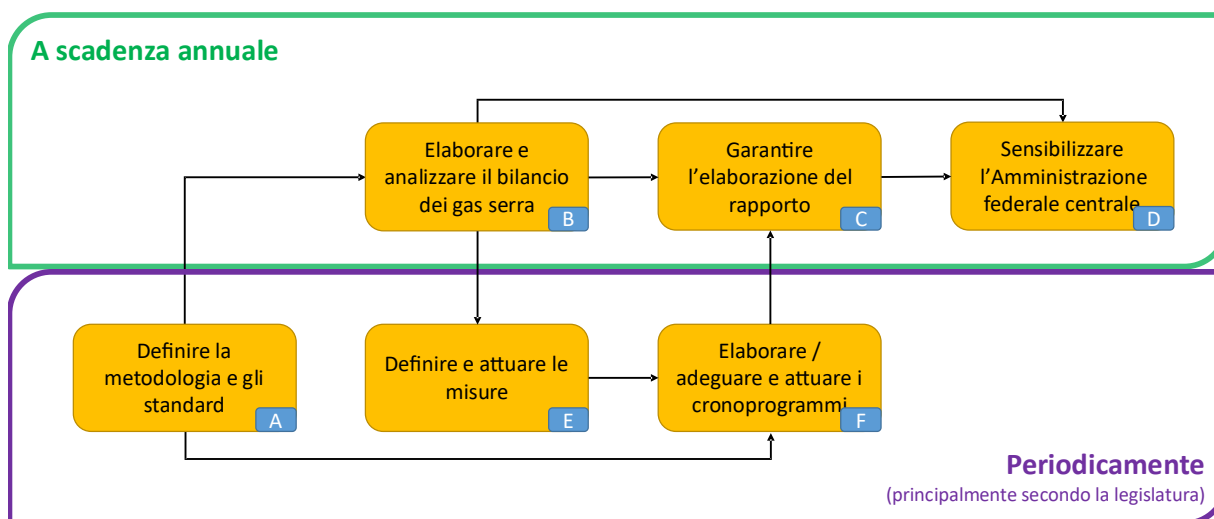 A scadenza annuale
Elaborare e
analizzare il bilancio
dei gas serra
B
Garantire
l’elaborazione del
rapporto
C
Sensibilizzare
l’Amministrazione
federale centrale
D
Definire la
metodologia e gli
standard
A
Definire e attuare le
misure
E
Elaborare /
adeguare e attuare i
cronoprogrammi
F
Periodicamente
(principalmente secondo la legislatura)